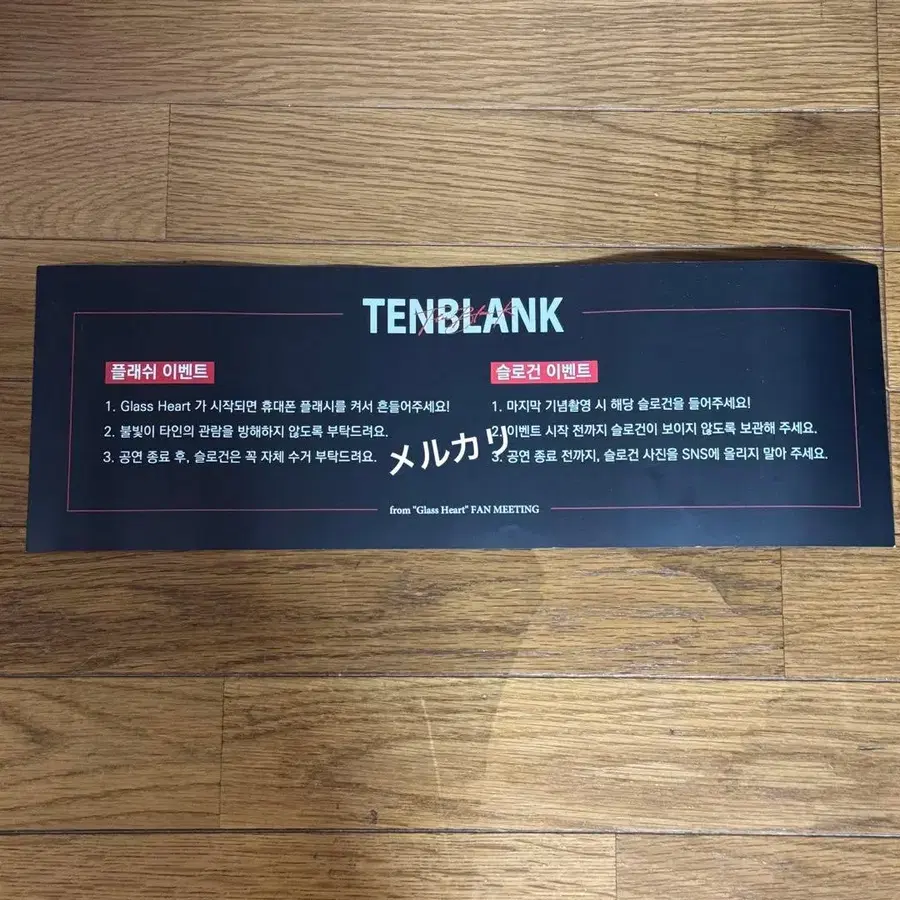 TENBLANK
플래쉬 이벤트
1. Glass Heart 가 시작되면 휴대폰 플래시를 켜서 흔들어주세요!
2. 불빛이 타인의 관람을 방해하지 않도록 부탁드려요.
3. 공연 종료 후, 슬로건은 꼭 자체 수거 부탁드려요.
슬로건 이벤트
1. 마지막 기념촬영 시 해당 슬로건을 들어주세요!
2. 이벤트 시작 전까지 슬로건이 보이지 않도록 보관해 주세요.
3. 공연 종료 전까지, 슬로건 사진을 SNS에 올리지 말아 주세요.
メルカリ
from "Glass Heart" FAN MEETING